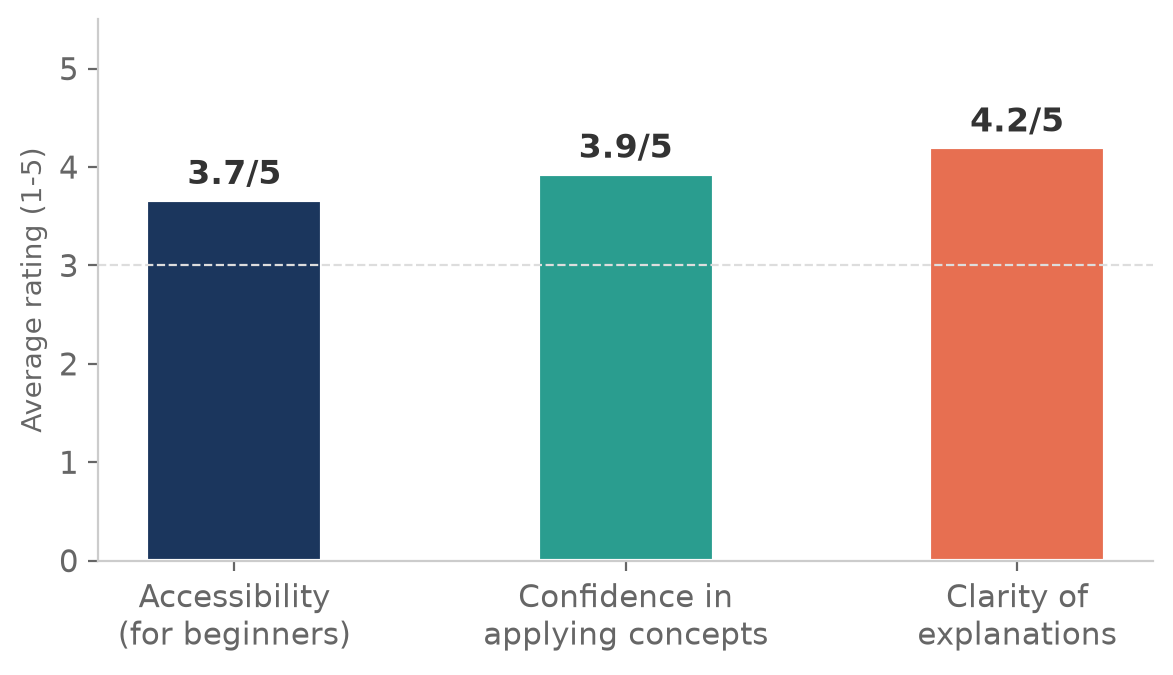 5
4
3
2
1
0
Average rating (1-5)
3.7/5
3.9/5
4.2/5
Accessibility
(for beginners)
Confidence in
applying concepts
Clarity of
explanations